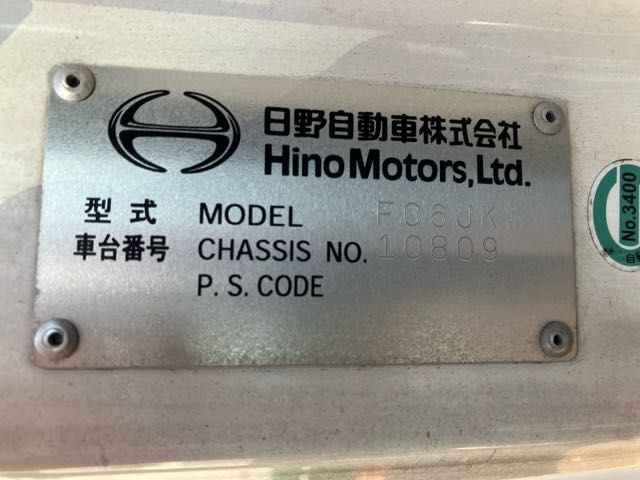 日野自動車株式会社
Hino Motors, Ltd.
型式 MODEL FC6JKW
車台番号 CHASSIS NO. 10809
P. S. CODE
No.3400